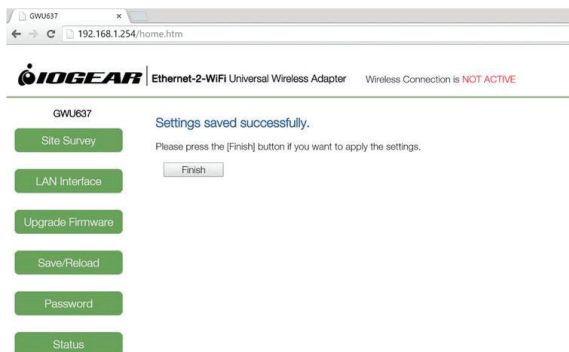 GWU637
192.168.1.254/home.htm
IOGEAR Ethernet-2-WiFi Universal Wireless Adapter Wireless Connection is NOT ACTIVE
GWU637
Site Survey
LAN Interface
Upgrade Firmware
Save/Reload
Password
Status
Settings saved successfully.
Please press the [Finish] button if you want to apply the settings.
Finish